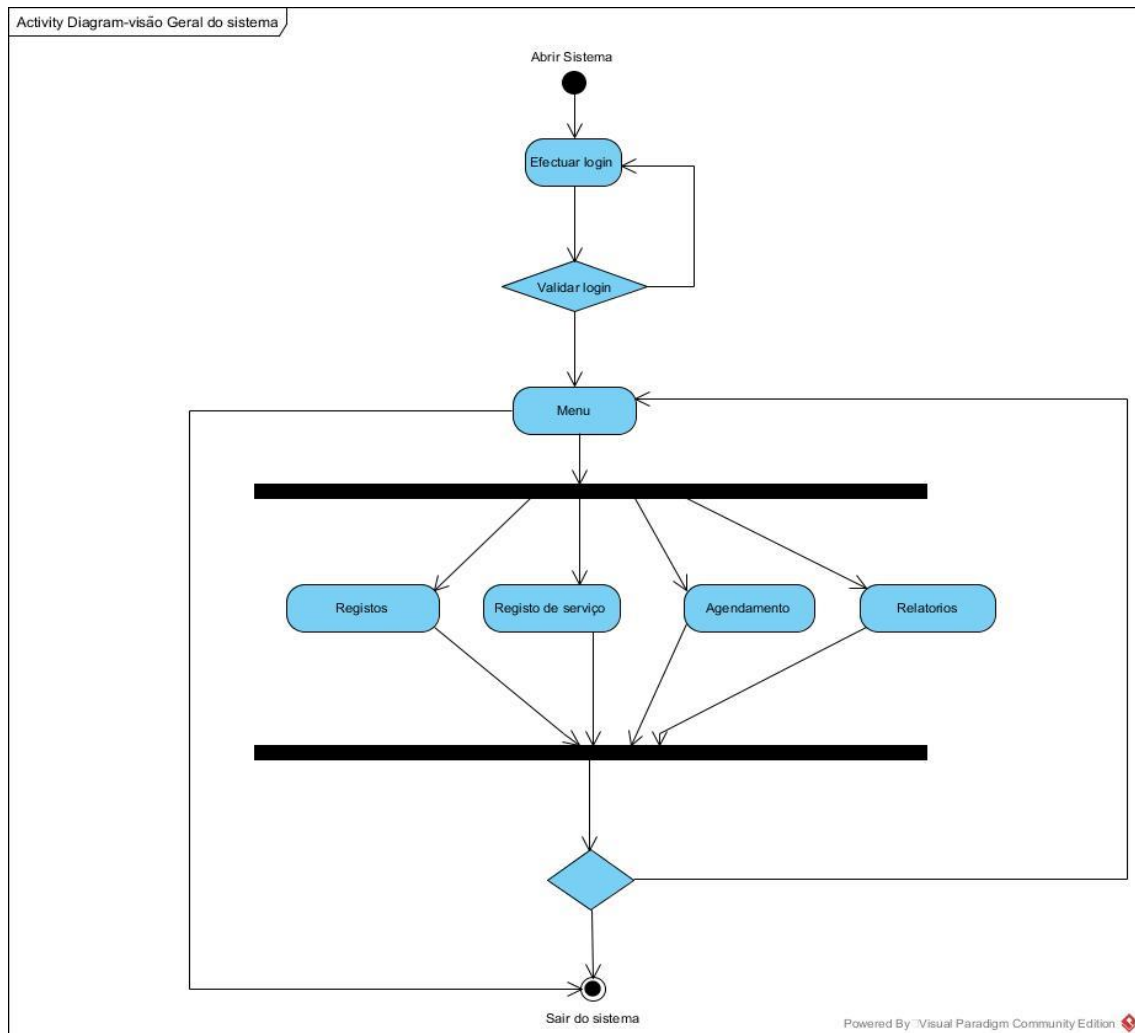 Activity Diagram-visão Geral do sistema
Abrir Sistema
Efectuar login
Validar login
Menu
Registos
Registo de serviço
Agendamento
Relatorios
Sair do sistema
Powered By Visual Paradigm Community Edition